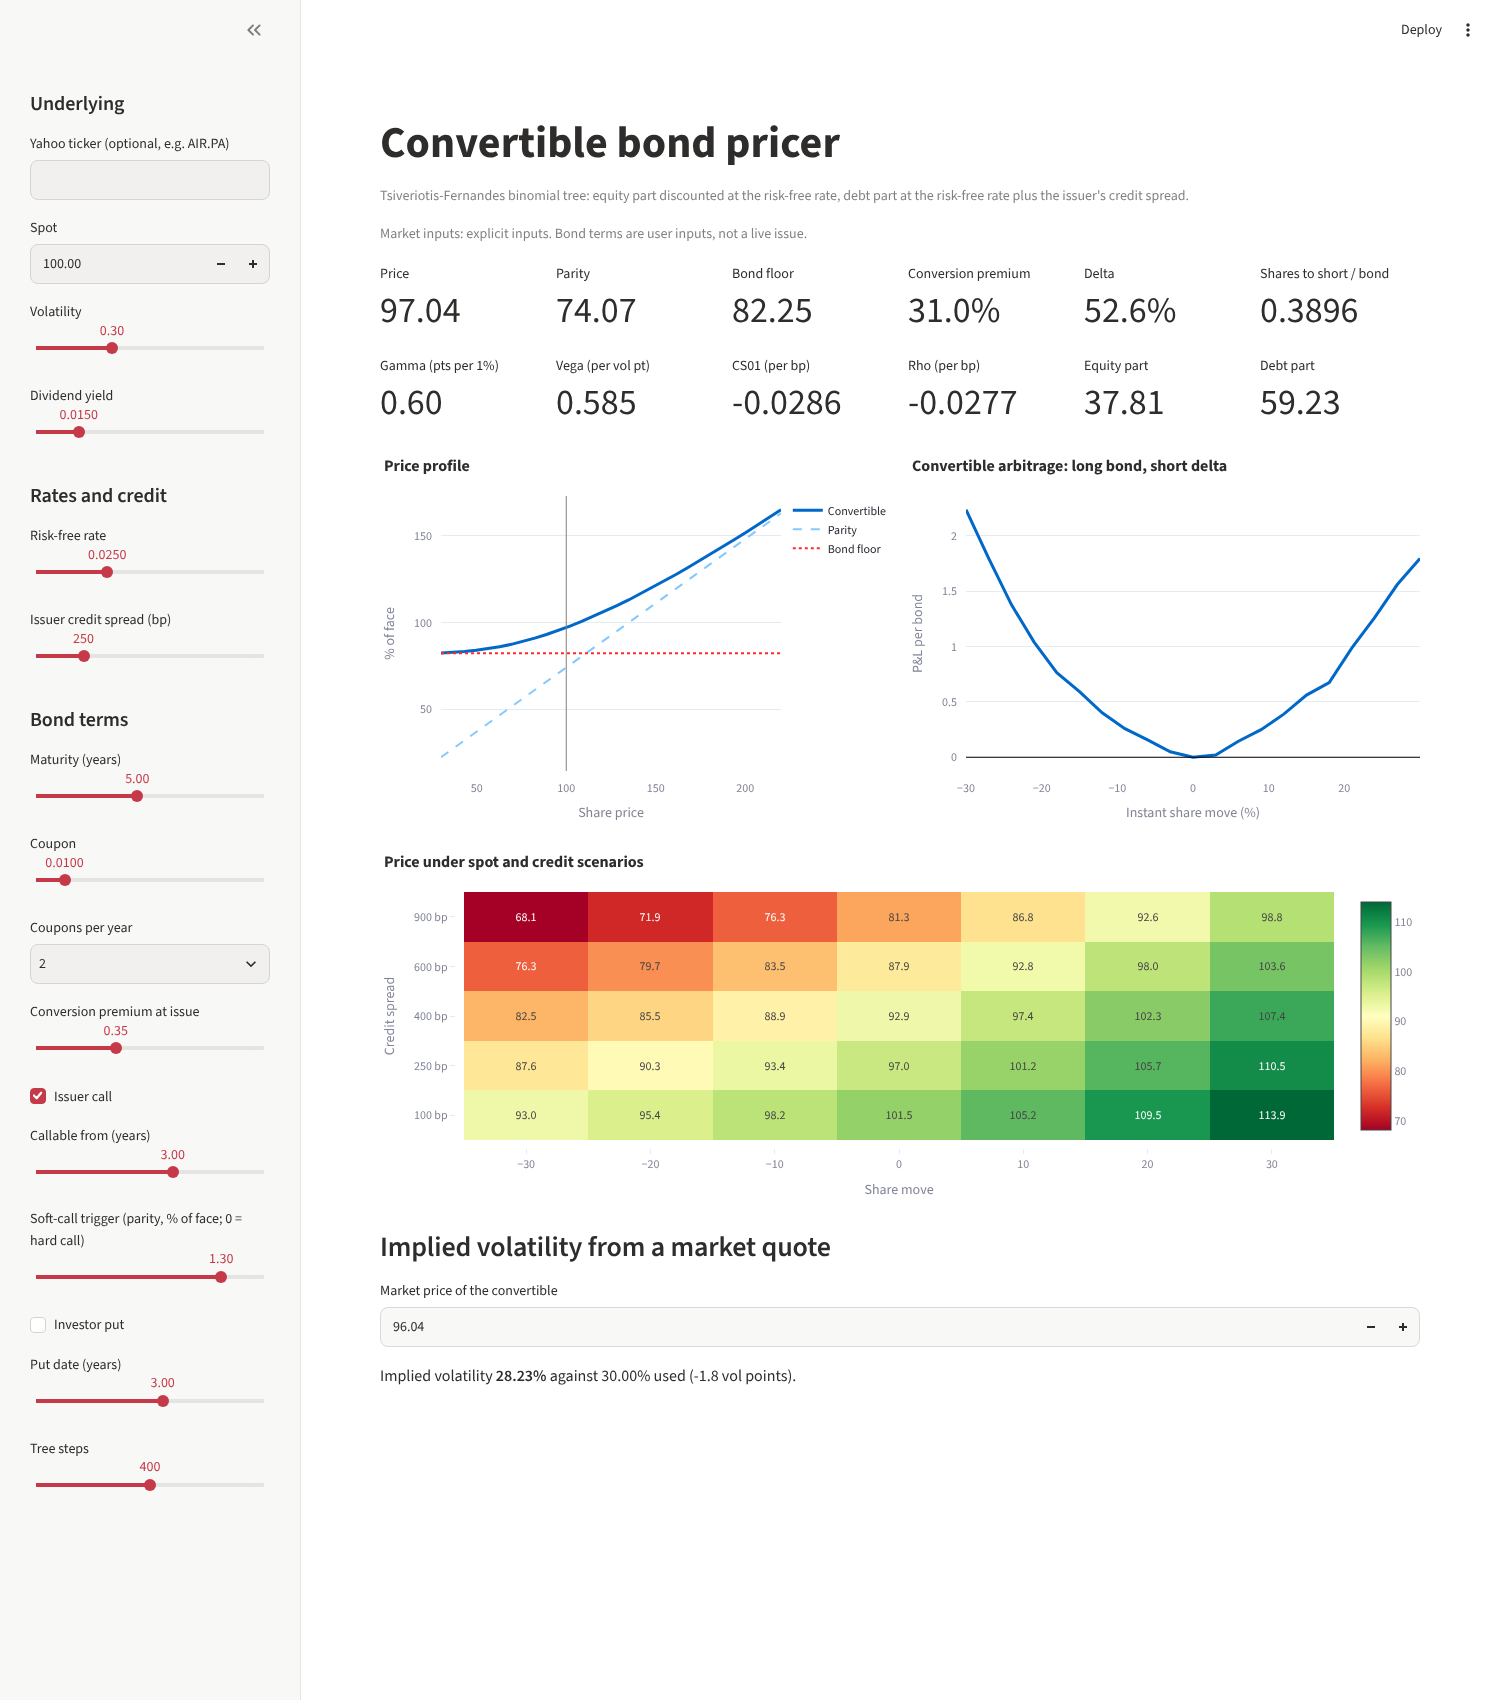 Deploy
Underlying
Yahoo ticker (optional, e.g. AIR.PA)
Spot
100.00
Volatility
0.30
Dividend yield
0.0150
Rates and credit
Risk-free rate
0.0250
Issuer credit spread (bp)
250
Bond terms
Maturity (years)
5.00
Coupon
0.0100
Coupons per year
2
Conversion premium at issue
0.35
Issuer call
Callable from (years)
3.00
Soft-call trigger (parity, % of face; 0 =
hard call)
1.30
Investor put
Put date (years)
3.00
Tree steps
400
Convertible bond pricer
Tsiveriotis-Fernandes binomial tree: equity part discounted at the risk-free rate, debt part at the risk-free rate plus the issuer's credit spread.
Market inputs: explicit inputs. Bond terms are user inputs, not a live issue.
Price Parity Bond floor Conversion premium Delta Shares to short / bond
97.04 74.07 82.25 31.0% 52.6% 0.3896
Gamma (pts per 1%) Vega (per vol pt) CS01 (per bp) Rho (per bp) Equity part Debt part
0.60 0.585 -0.0286 -0.0277 37.81 59.23
Price profile
150
100
50
% of face
50 100 150 200
Share price
Convertible
Parity
Bond floor
Convertible arbitrage: long bond, short delta
2
1.5
1
0.5
0
P&L per bond
−30 −20 −10 0 10 20
Instant share move (%)
Price under spot and credit scenarios
Credit spread
900 bp 68.1 71.9 76.3 81.3 86.8 92.6 98.8
600 bp 76.3 79.7 83.5 87.9 92.8 98.0 103.6
400 bp 82.5 85.5 88.9 92.9 97.4 102.3 107.4
250 bp 87.6 90.3 93.4 97.0 101.2 105.7 110.5
100 bp 93.0 95.4 98.2 101.5 105.2 109.5 113.9
−30 −20 −10 0 10 20 30
Share move
110
100
90
80
70
Implied volatility from a market quote
Market price of the convertible
96.04
Implied volatility 28.23% against 30.00% used (-1.8 vol points).